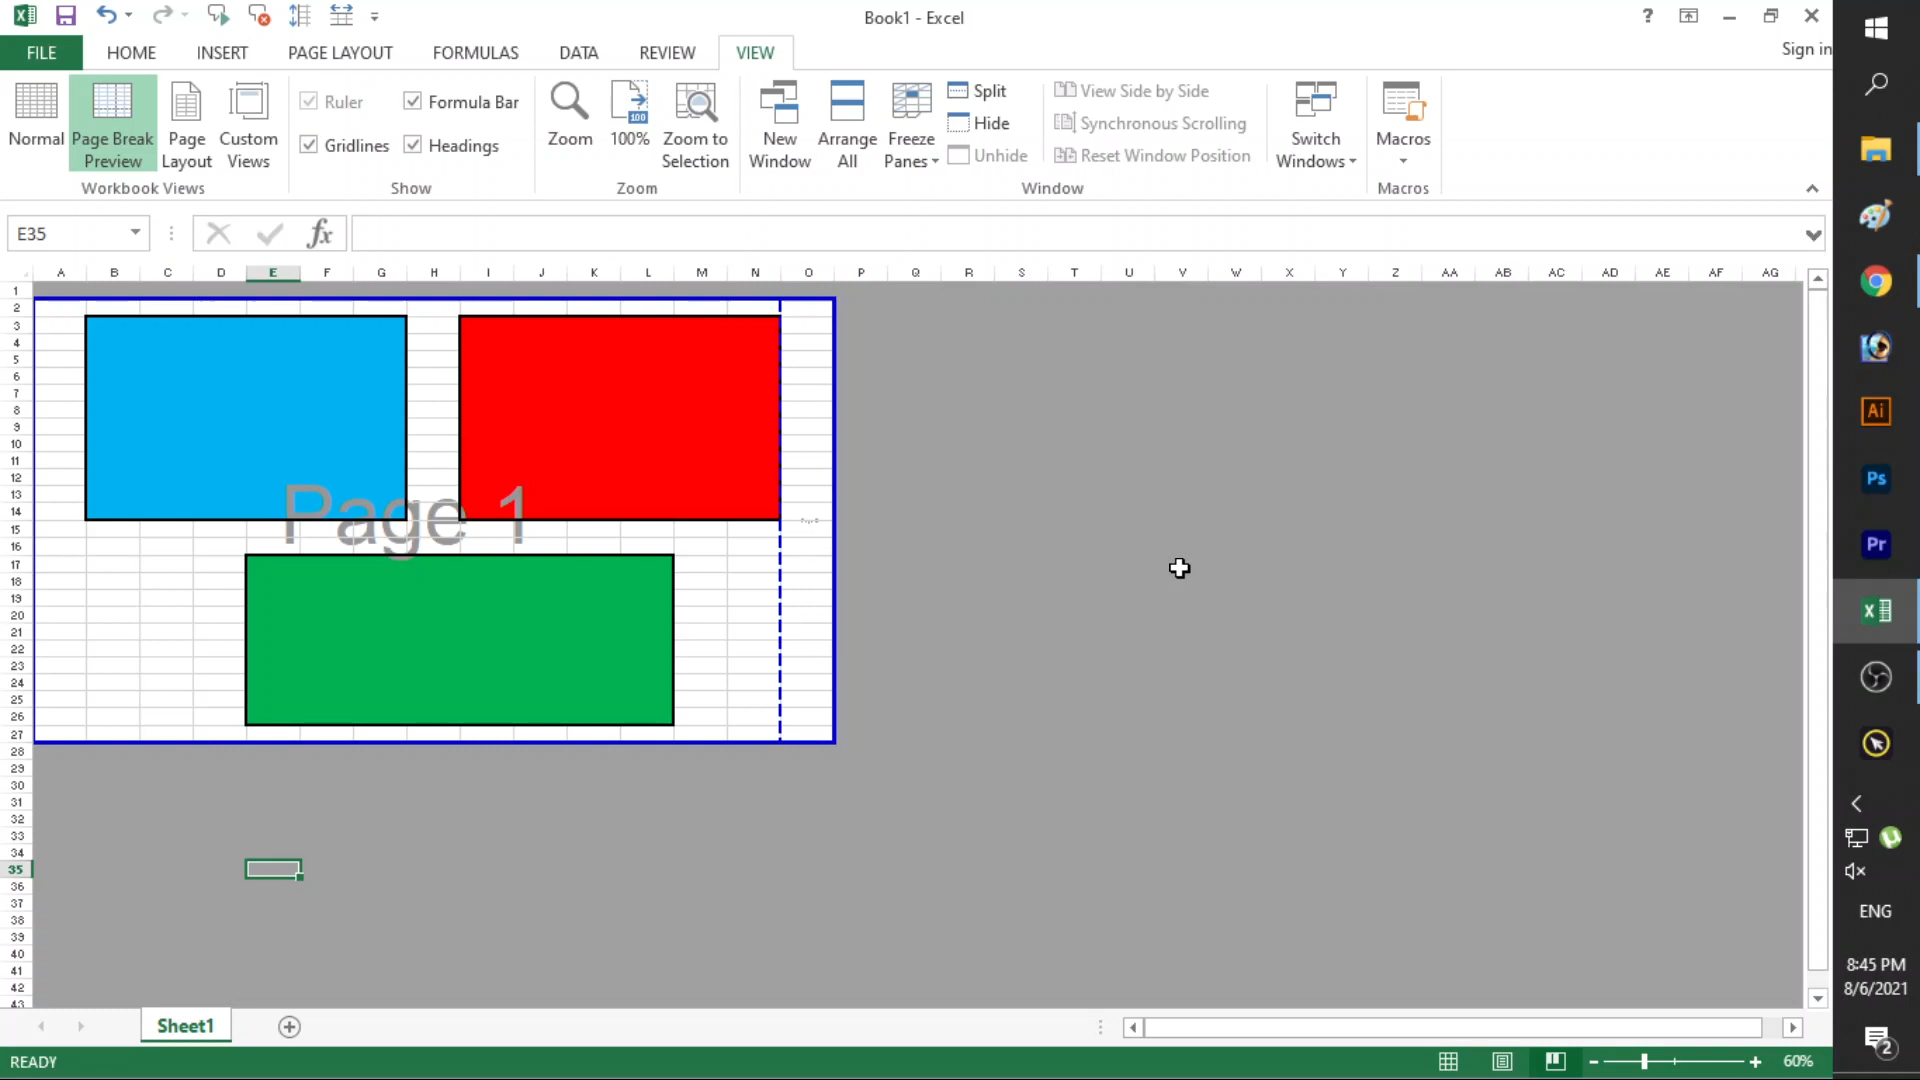 Book1 - Excel
?
FILE HOME INSERT PAGE LAYOUT FORMULAS DATA REVIEW VIEW Sign in
Normal
Page Break Preview
Page Layout
Custom Views
Workbook Views
Ruler
Formula Bar
Gridlines
Headings
Show
Zoom
100
100%
Zoom to Selection
Zoom
New Window
Arrange All
Freeze Panes
Split
Hide
Unhide
View Side by Side
Synchronous Scrolling
Reset Window Position
Window
Switch Windows
Macros
Macros
E35
fx
A B C D E F G H I J K L M N O P Q R S T U V W X Y Z AA AB AC AD AE AF AG
1
2
3
4
5
6
7
8
9
10
11
12
13
14
15
16
17
18
19
20
21
22
23
24
25
26
27
28
29
30
31
32
33
34
35
36
37
38
39
40
41
42
43
Page 1
Sheet1
READY
60%
Ai
Ps
Pr
ENG
8:45 PM
8/6/2021
2